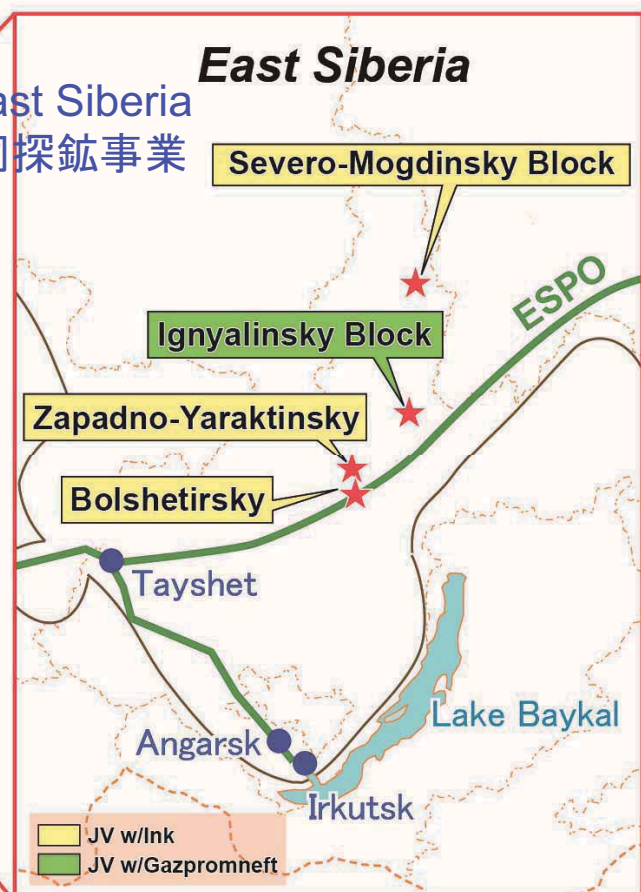 East Siberia
ast Siberia
探鉱事業
Severo-Mogdinsky Block
ESPO
Ignyalinsky Block
Zapadno-Yaraktinsky
Bolshetirsky
Tayshet
Lake Baykal
Angarsk
Irkutsk
JV w/Ink
JV w/Gazpromneft